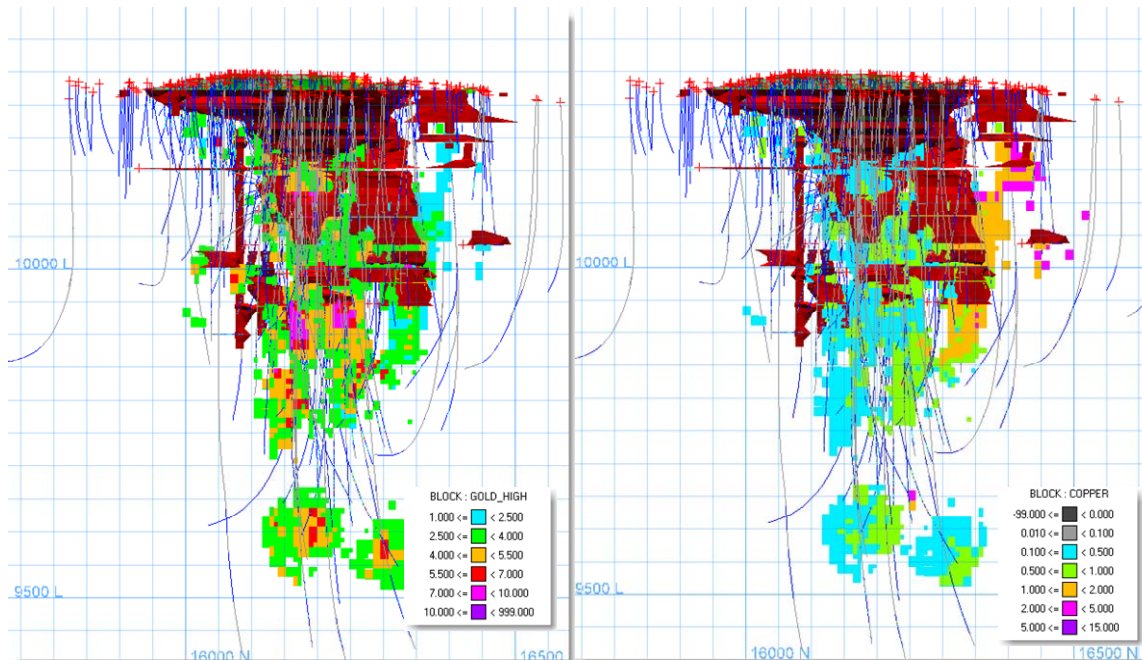 10000 L
9500 L
16000 N
16500
BLOCK : GOLD_HIGH
1.000 <= < 2.500
2.500 <= < 4.000
4.000 <= < 5.500
5.500 <= < 7.000
7.000 <= < 10.000
10.000 <= < 999.000
10000 L
9500 L
16000 N
16500 N
BLOCK : COPPER
-99.000 <= < 0.000
0.010 <= < 0.100
0.100 <= < 0.500
0.500 <= < 1.000
1.000 <= < 2.000
2.000 <= < 5.000
5.000 <= < 15.000